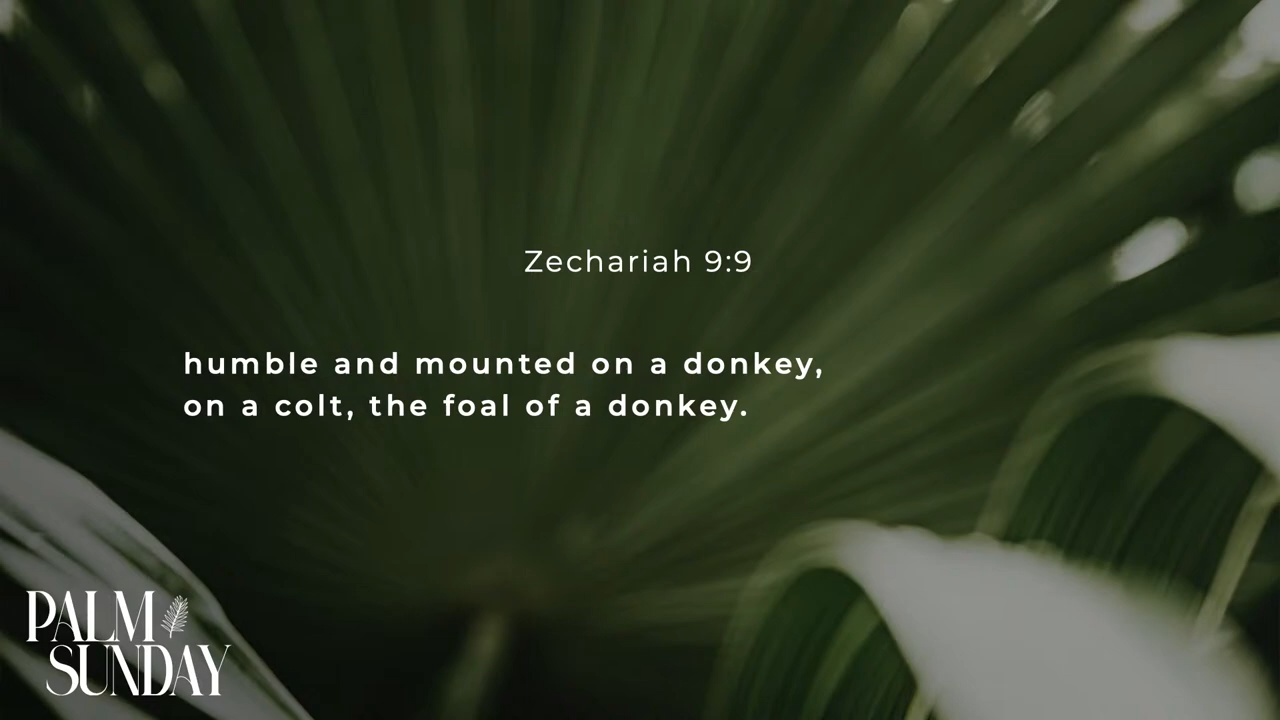 Zechariah 9:9
humble and mounted on a donkey,
on a colt, the foal of a donkey.
PALM
SUNDAY